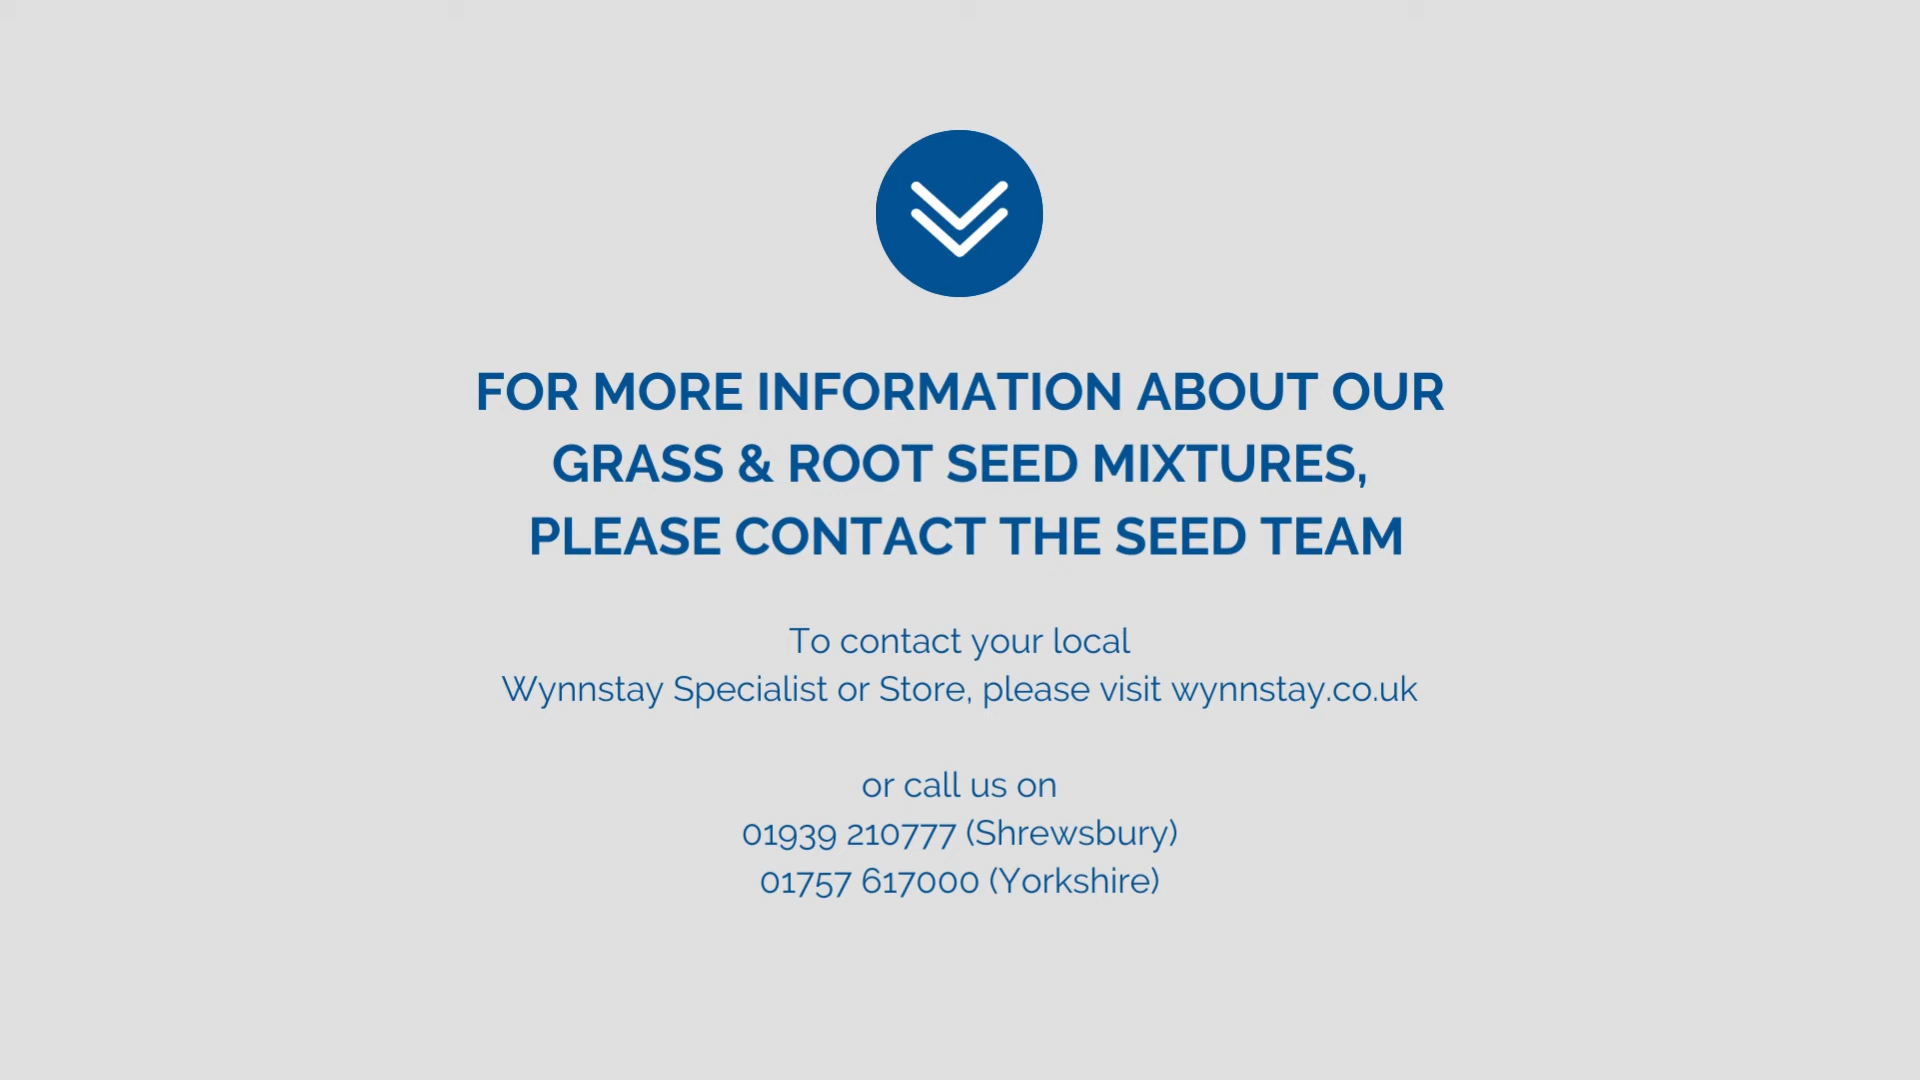 FOR MORE INFORMATION ABOUT OUR
GRASS & ROOT SEED MIXTURES,
PLEASE CONTACT THE SEED TEAM
To contact your local
Wynnstay Specialist or Store, please visit wynnstay.co.uk
or call us on
01939 210777 (Shrewsbury)
01757 617000 (Yorkshire)